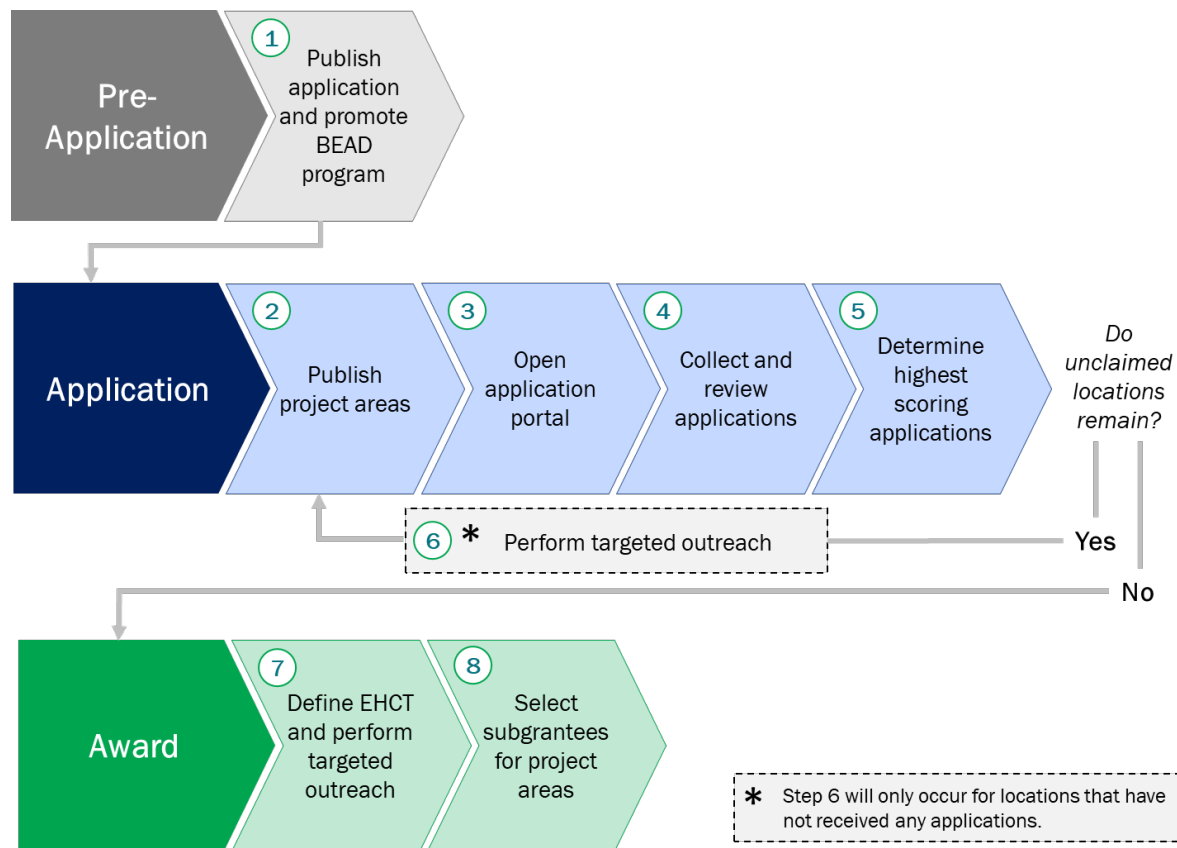 Pre-
Application
1
Publish
application
and promote
BEAD
program
Application
2
Publish
project areas
3
Open
application
portal
4
Collect and
review
applications
5
Determine
highest
scoring
applications
Do
unclaimed
locations
remain?
6 * Perform targeted outreach
Yes
No
Award
7
Define EHCT
and perform
targeted
outreach
8
Select
subgrantees
for project
areas
* Step 6 will only occur for locations that have
not received any applications.